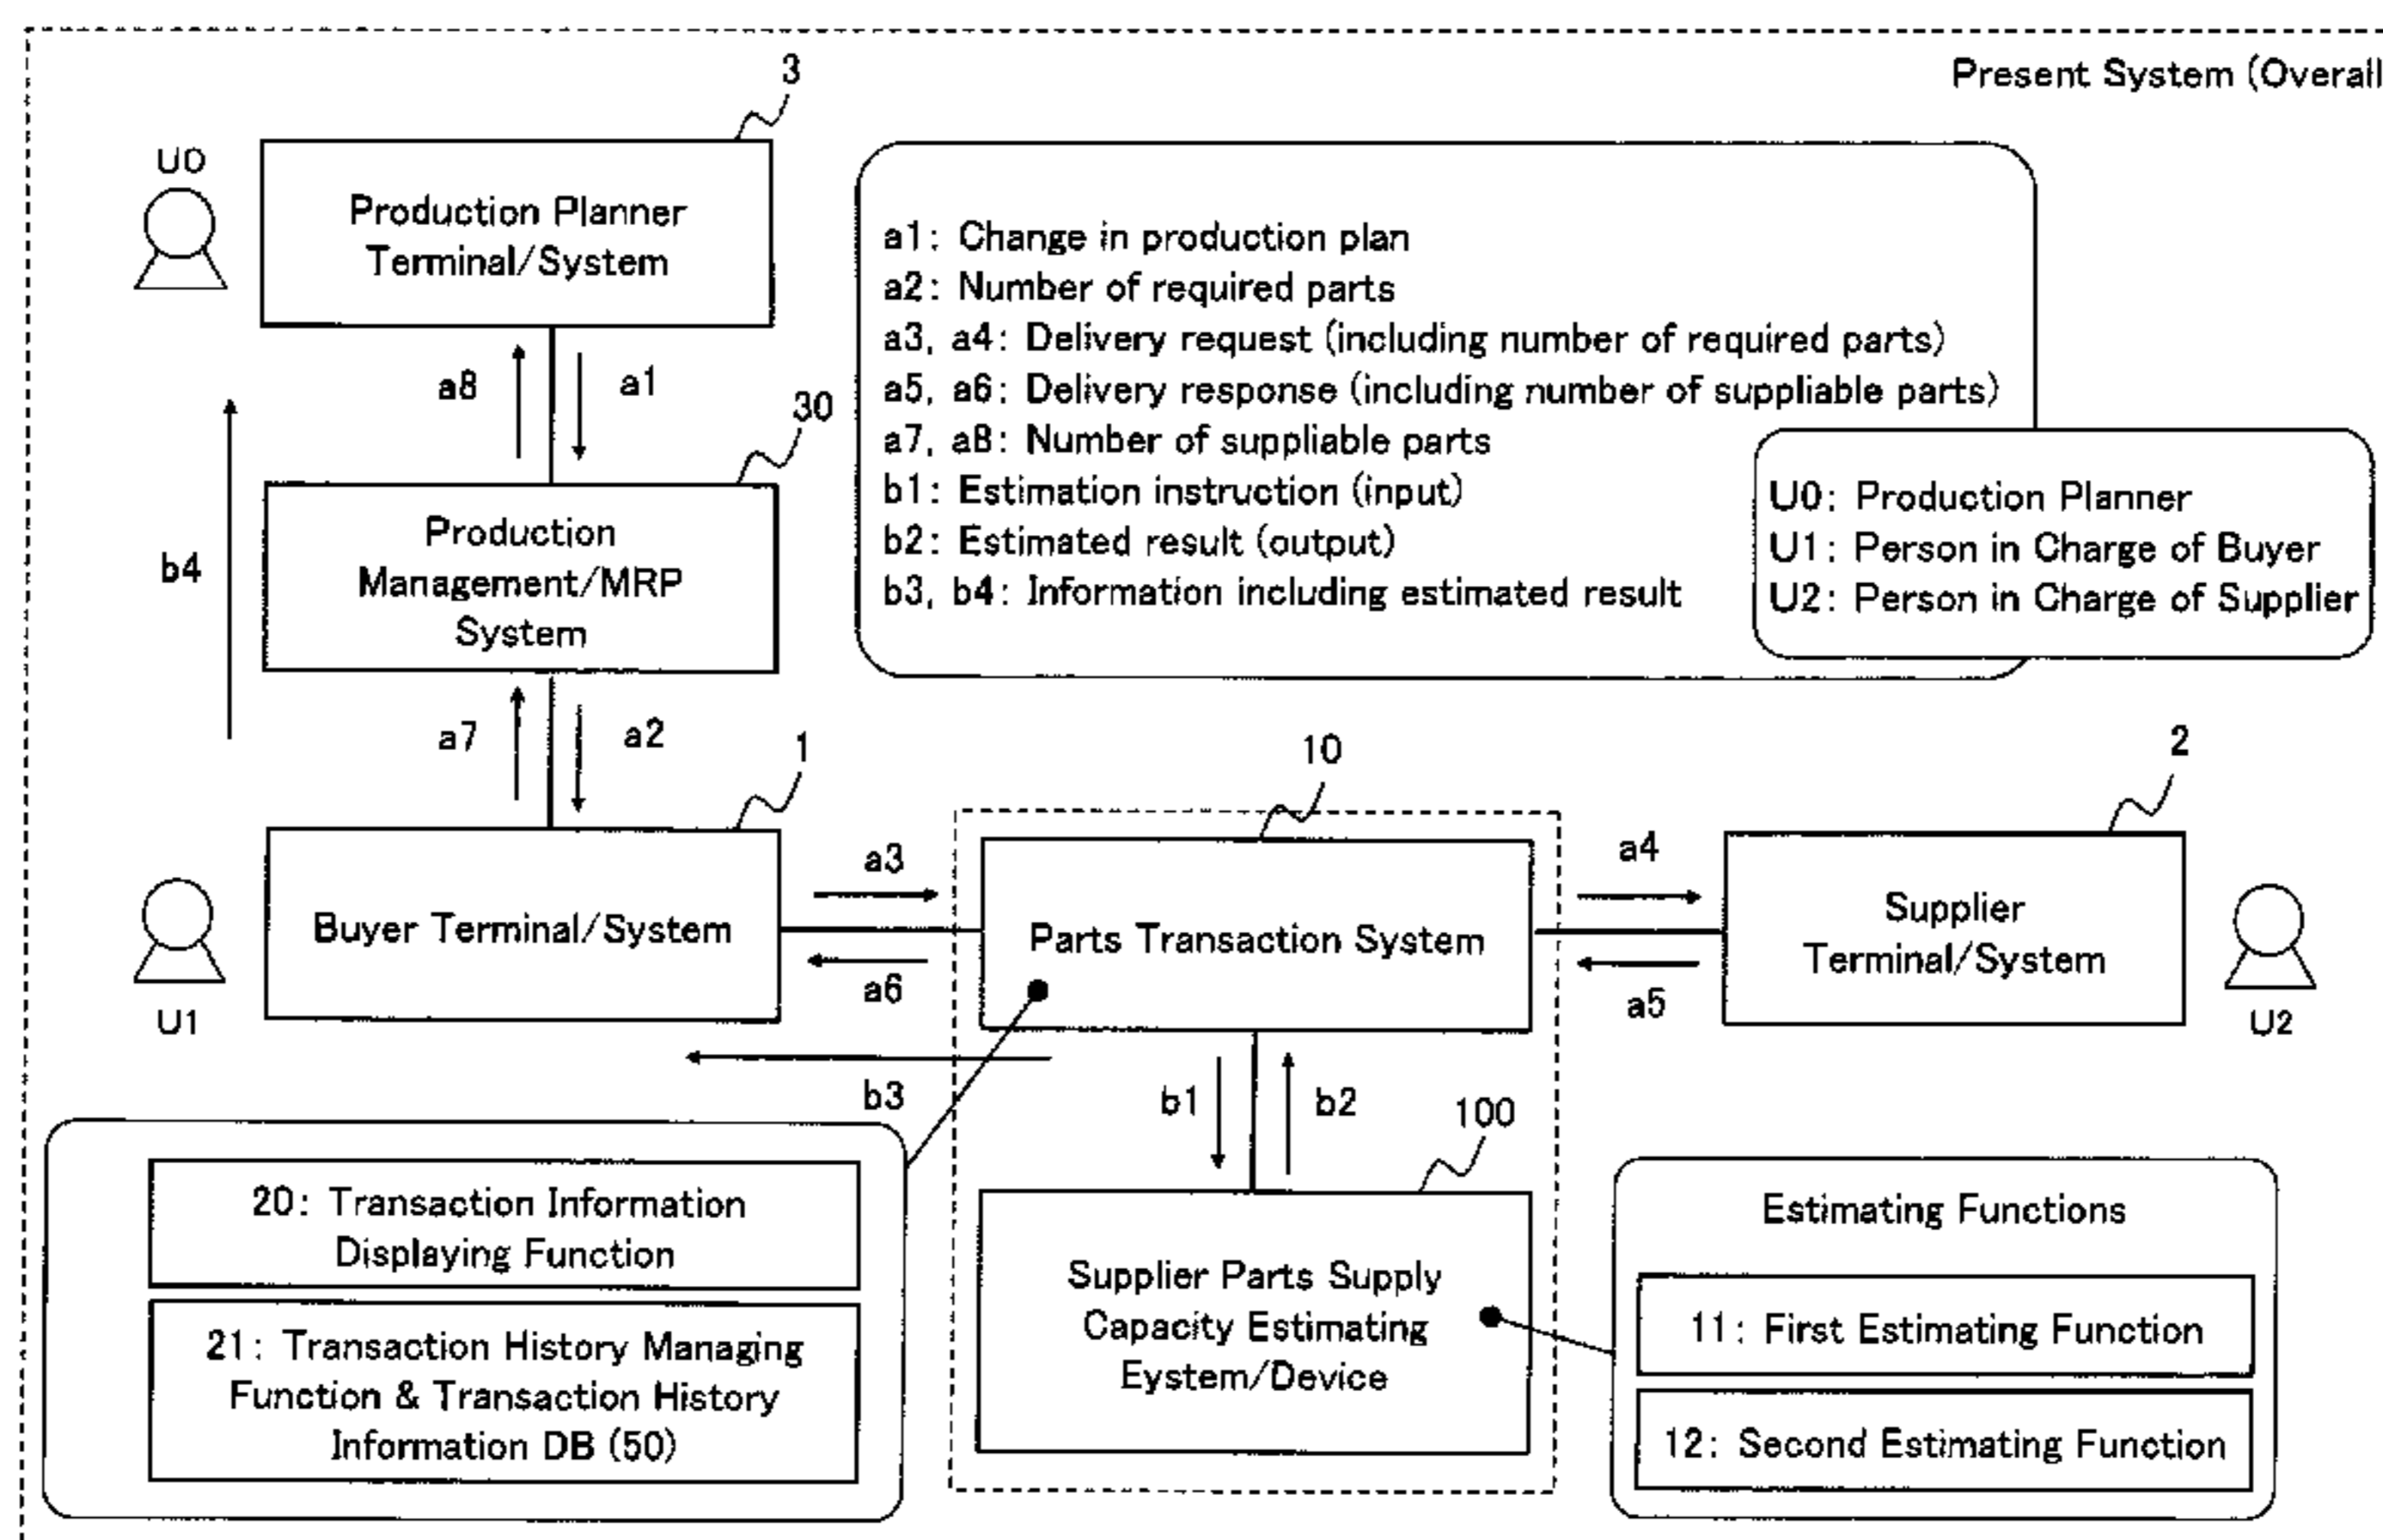 Present System (Overall
3
U0
Production Planner
Terminal/System
a1: Change in production plan
a2: Number of required parts
a3, a4: Delivery request (including number of required parts)
a5, a6: Delivery response (including number of suppliable parts)
a7, a8: Number of suppliable parts
b1: Estimation instruction (input)
b2: Estimated result (output)
b3, b4: Information including estimated result
U0: Production Planner
U1: Person in Charge of Buyer
U2: Person in Charge of Supplier
a8
a1
30
Production
Management/MRP
System
b4
a7
a2
1
10
2
Buyer Terminal/System
U1
a3
a6
Parts Transaction System
a4
a5
Supplier
Terminal/System
U2
b3
b1
b2
100
20: Transaction Information
Displaying Function
21: Transaction History Managing
Function & Transaction History
Information DB (50)
Supplier Parts Supply
Capacity Estimating
Eystem/Device
Estimating Functions
11: First Estimating Function
12: Second Estimating Function